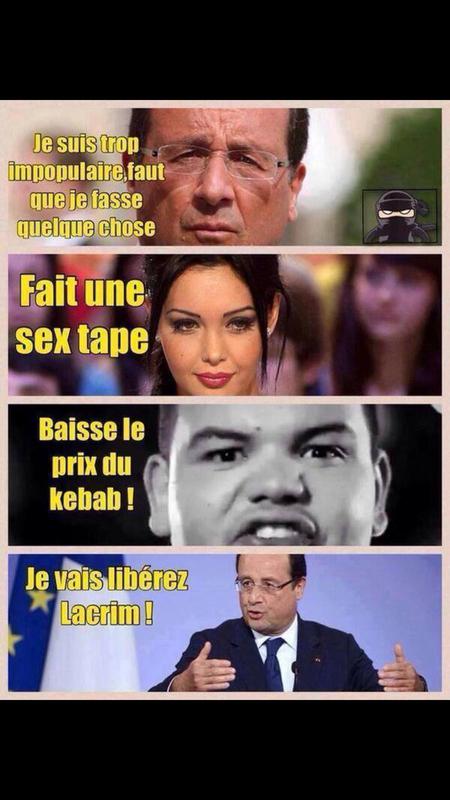 Je suis trop
impopulaire,faut
que je fasse
quelque chose
Fait une
sex tape
Baisse le
prix du
kebab !
Je vais libérez
Lacrim !